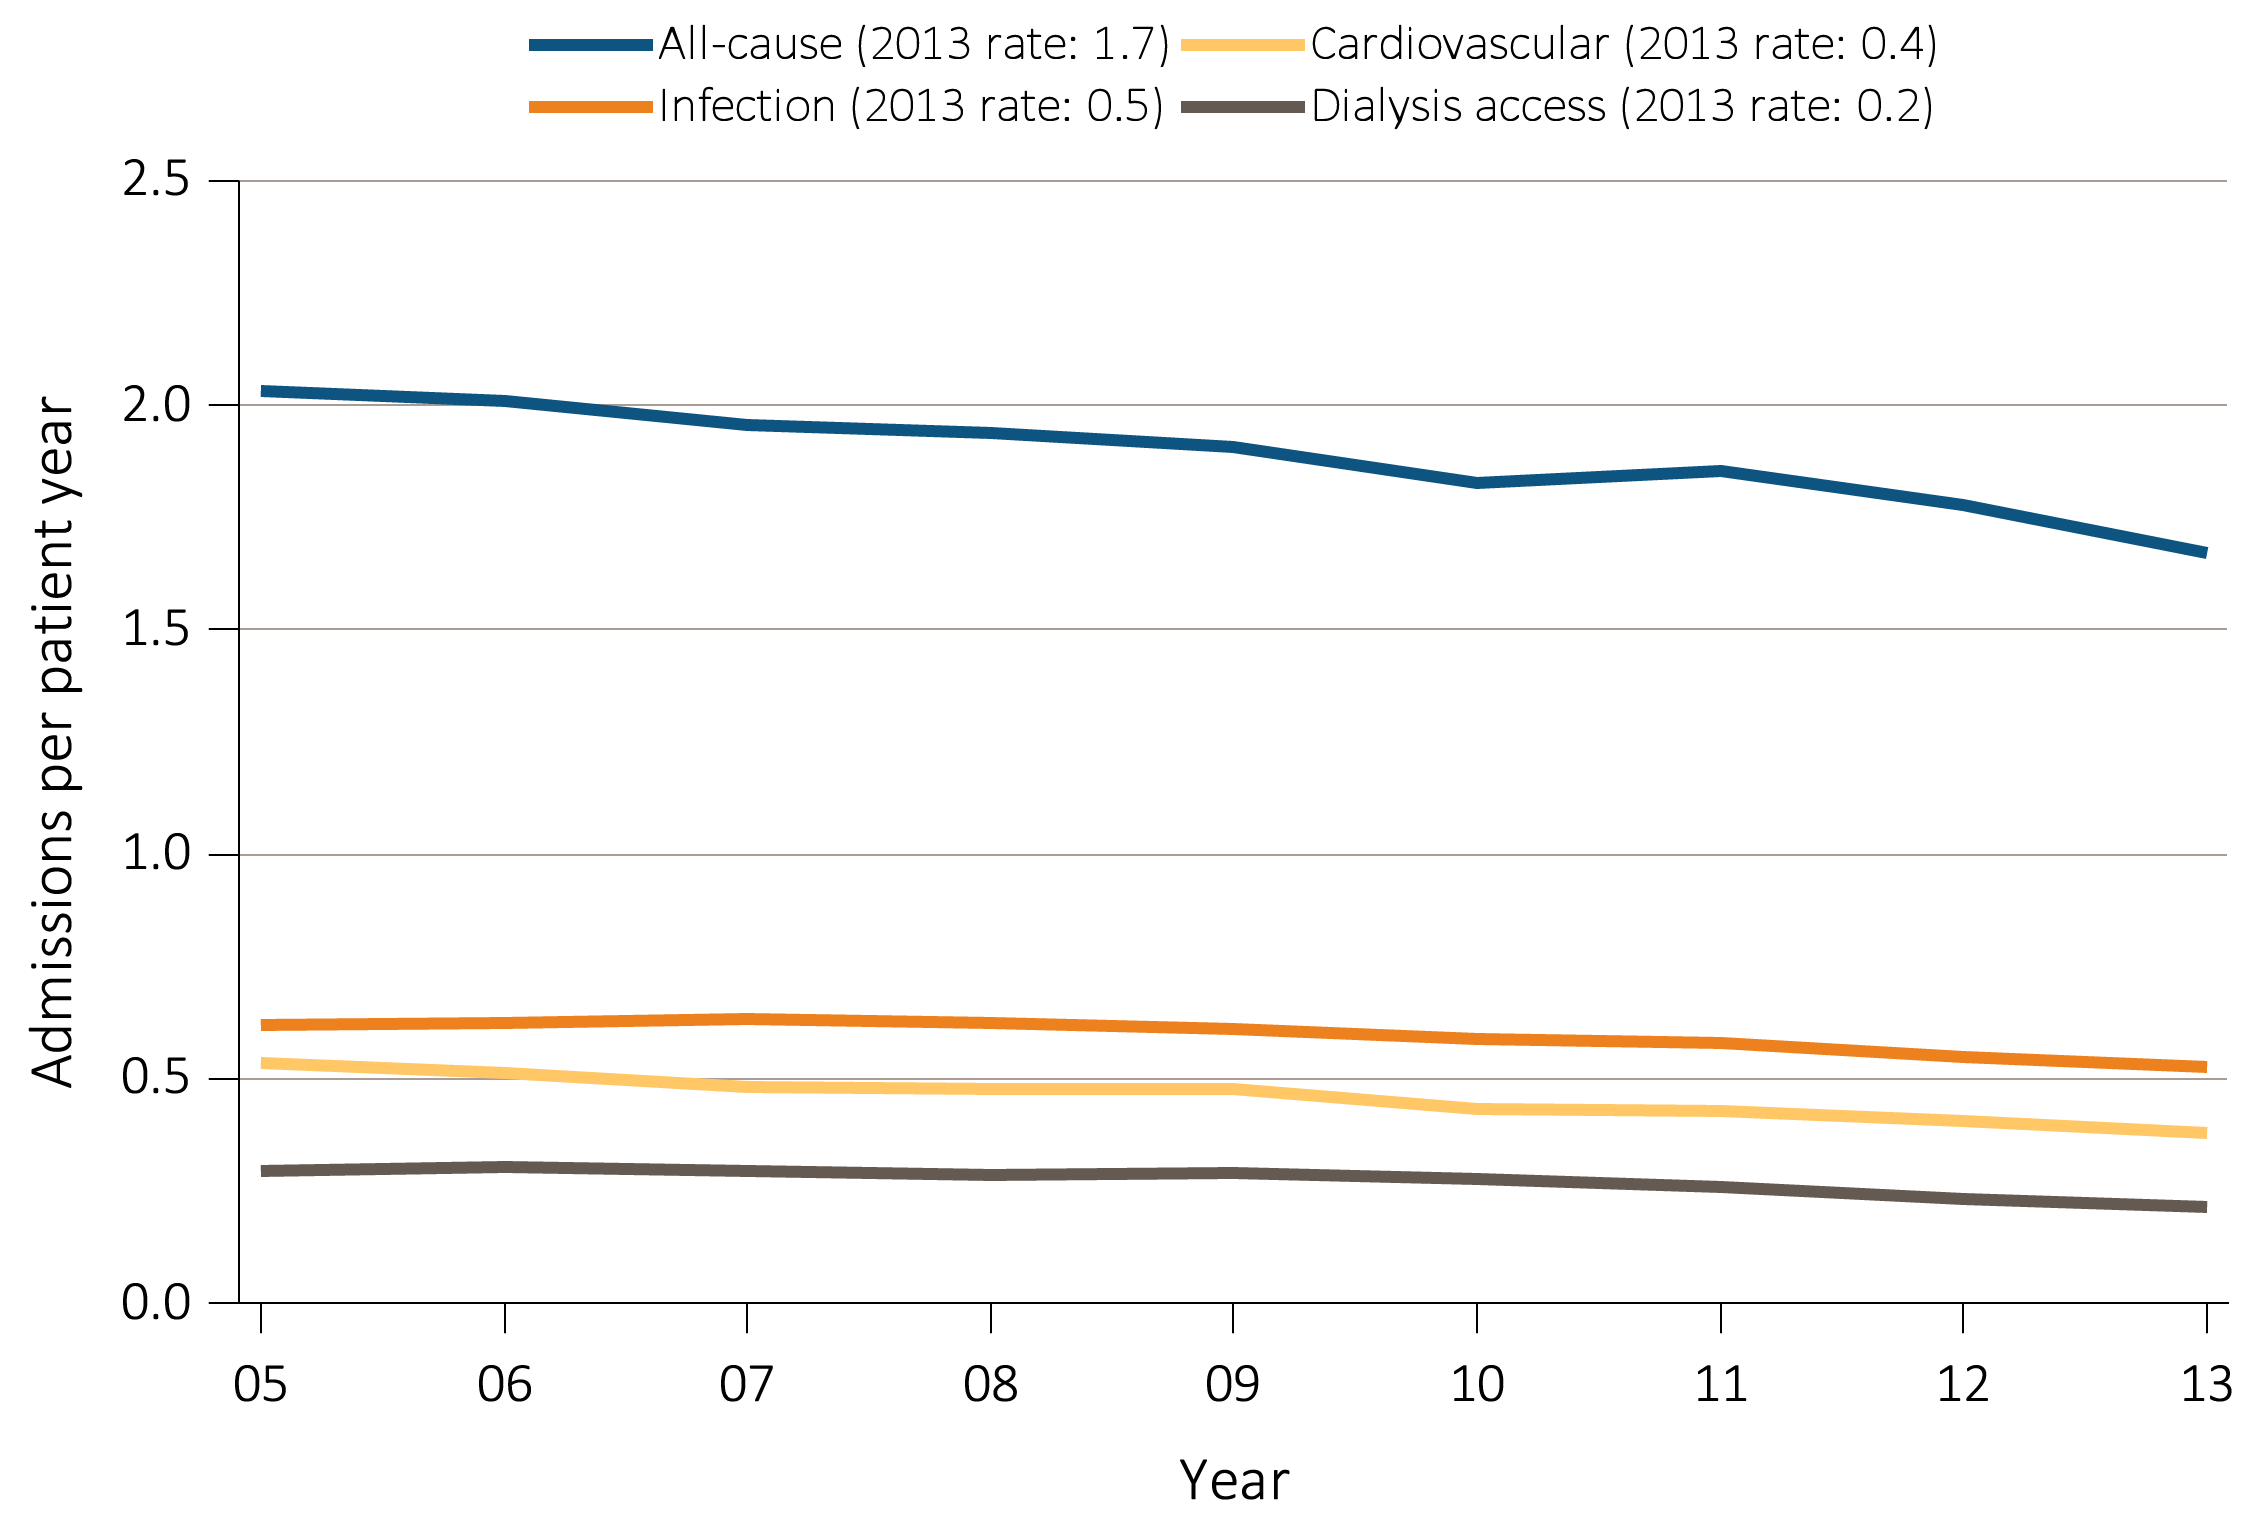 All-cause (2013 rate: 1.7) Cardiovascular (2013 rate: 0.4)
Infection (2013 rate: 0.5) Dialysis access (2013 rate: 0.2)
Admissions per patient year
2.5
2.0
1.5
1.0
0.5
0.0
05 06 07 08 09 10 11 12 13
Year